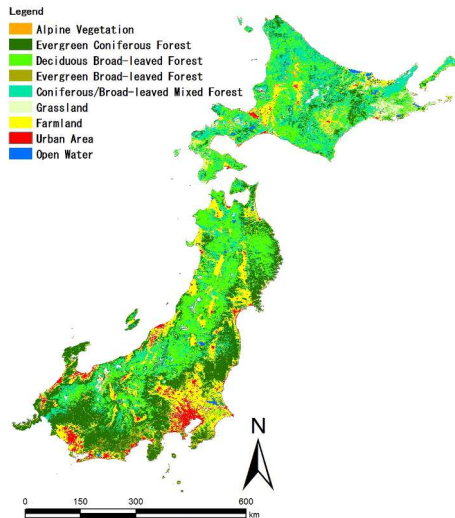 Legend
Alpine Vegetation
Evergreen Coniferous Forest
Deciduous Broad-leaved Forest
Evergreen Broad-leaved Forest
Coniferous/Broad-leaved Mixed Forest
Grassland
Farmland
Urban Area
Open Water
N
0 150 300 600
km